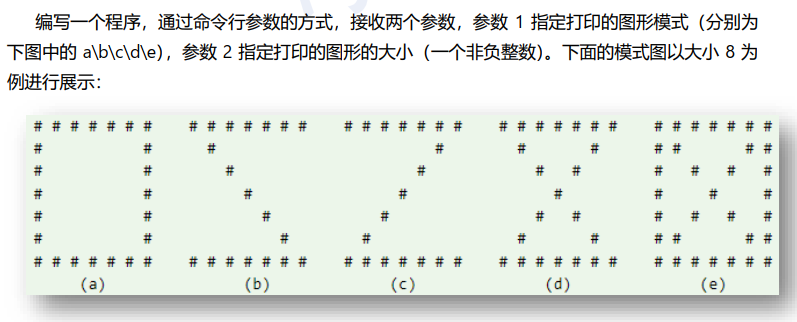 编写一个程序，通过命令行参数的方式，接收两个参数，参数 1 指定打印的图形模式（分别为
下图中的 a\b\c\d\e），参数 2 指定打印的图形的大小（一个非负整数）。下面的模式图以大小 8 为
例进行展示：
# # # # # # #    # # # # # # #    # # # # # # #    # # # # # # #    # # # # # # #
#           #      #                        #        #       #      # #       # #
#           #        #                    #            #   #        #   #   #   #
#           #          #                #                #          #     #     #
#           #            #            #                #   #        #   #   #   #
#           #              #        #                #       #      # #       # #
# # # # # # #    # # # # # # #    # # # # # # #    # # # # # # #    # # # # # # #
(a) (b) (c) (d) (e)